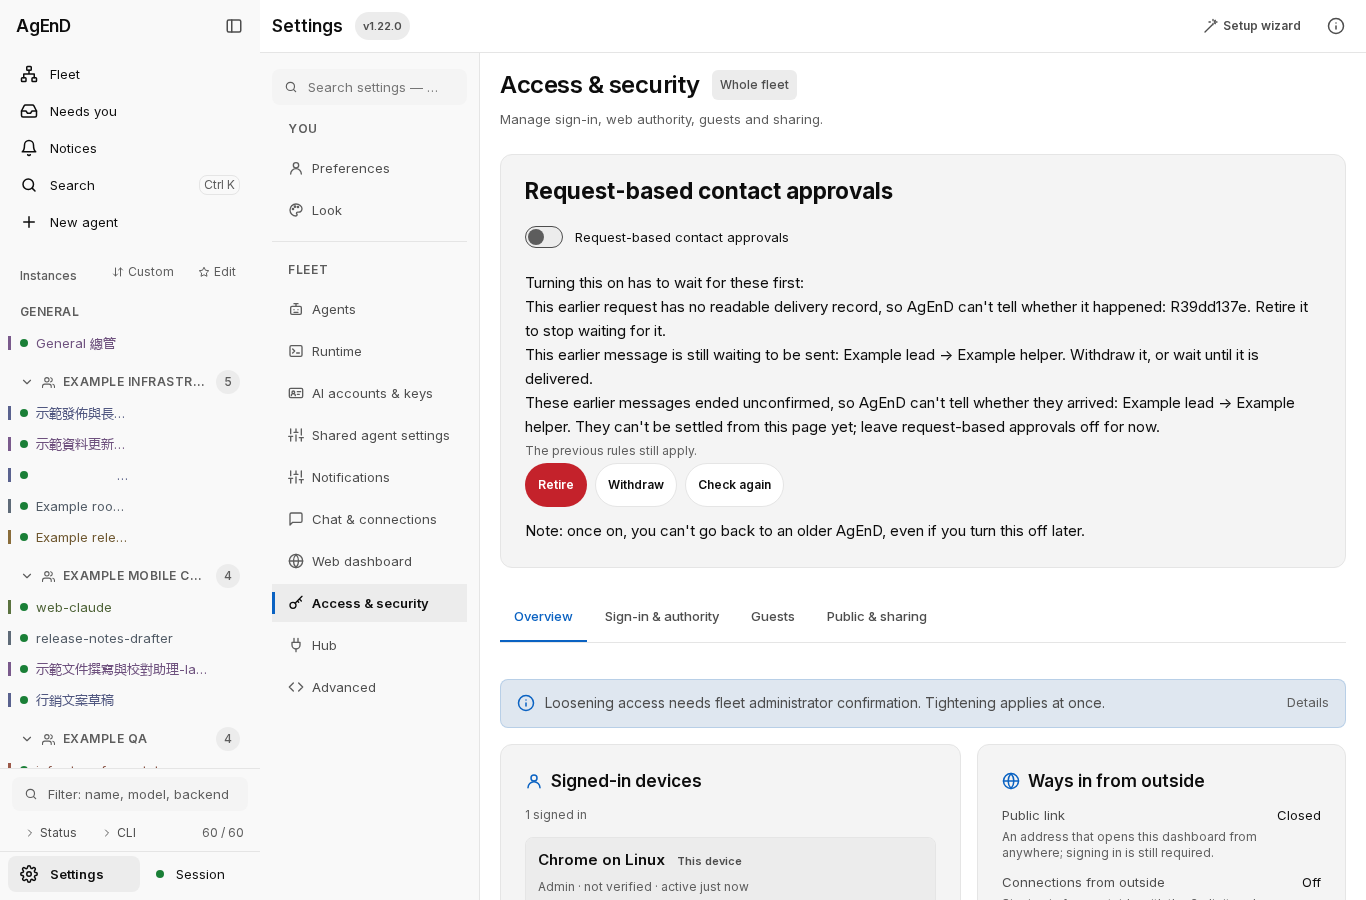 AgEnD
Fleet
Needs you
Notices
Search
Ctrl K
New agent
Instances
Custom
Edit
GENERAL
General 總管
EXAMPLE INFRASTR...
5
示範發佈與長...
示範資料更新...
...
Example roo...
Example rele...
EXAMPLE MOBILE C...
4
web-claude
release-notes-drafter
示範文件撰寫與校對助理-la...
行銷文案草稿
EXAMPLE QA
4
Filter: name, model, backend
Status
CLI
60 / 60
Settings
Session
Settings
v1.22.0
Setup wizard
Search settings — ...
YOU
Preferences
Look
FLEET
Agents
Runtime
AI accounts & keys
Shared agent settings
Notifications
Chat & connections
Web dashboard
Access & security
Hub
Advanced
Access & security
Whole fleet
Manage sign-in, web authority, guests and sharing.
Request-based contact approvals
Request-based contact approvals
Turning this on has to wait for these first:
This earlier request has no readable delivery record, so AgEnD can't tell whether it happened: R39dd137e. Retire it
to stop waiting for it.
This earlier message is still waiting to be sent: Example lead → Example helper. Withdraw it, or wait until it is
delivered.
These earlier messages ended unconfirmed, so AgEnD can't tell whether they arrived: Example lead → Example
helper. They can't be settled from this page yet; leave request-based approvals off for now.
The previous rules still apply.
Retire
Withdraw
Check again
Note: once on, you can't go back to an older AgEnD, even if you turn this off later.
Overview
Sign-in & authority
Guests
Public & sharing
Loosening access needs fleet administrator confirmation. Tightening applies at once.
Details
Signed-in devices
1 signed in
Chrome on Linux
This device
Admin · not verified · active just now
Ways in from outside
Public link
Closed
An address that opens this dashboard from
anywhere; signing in is still required.
Connections from outside
Off